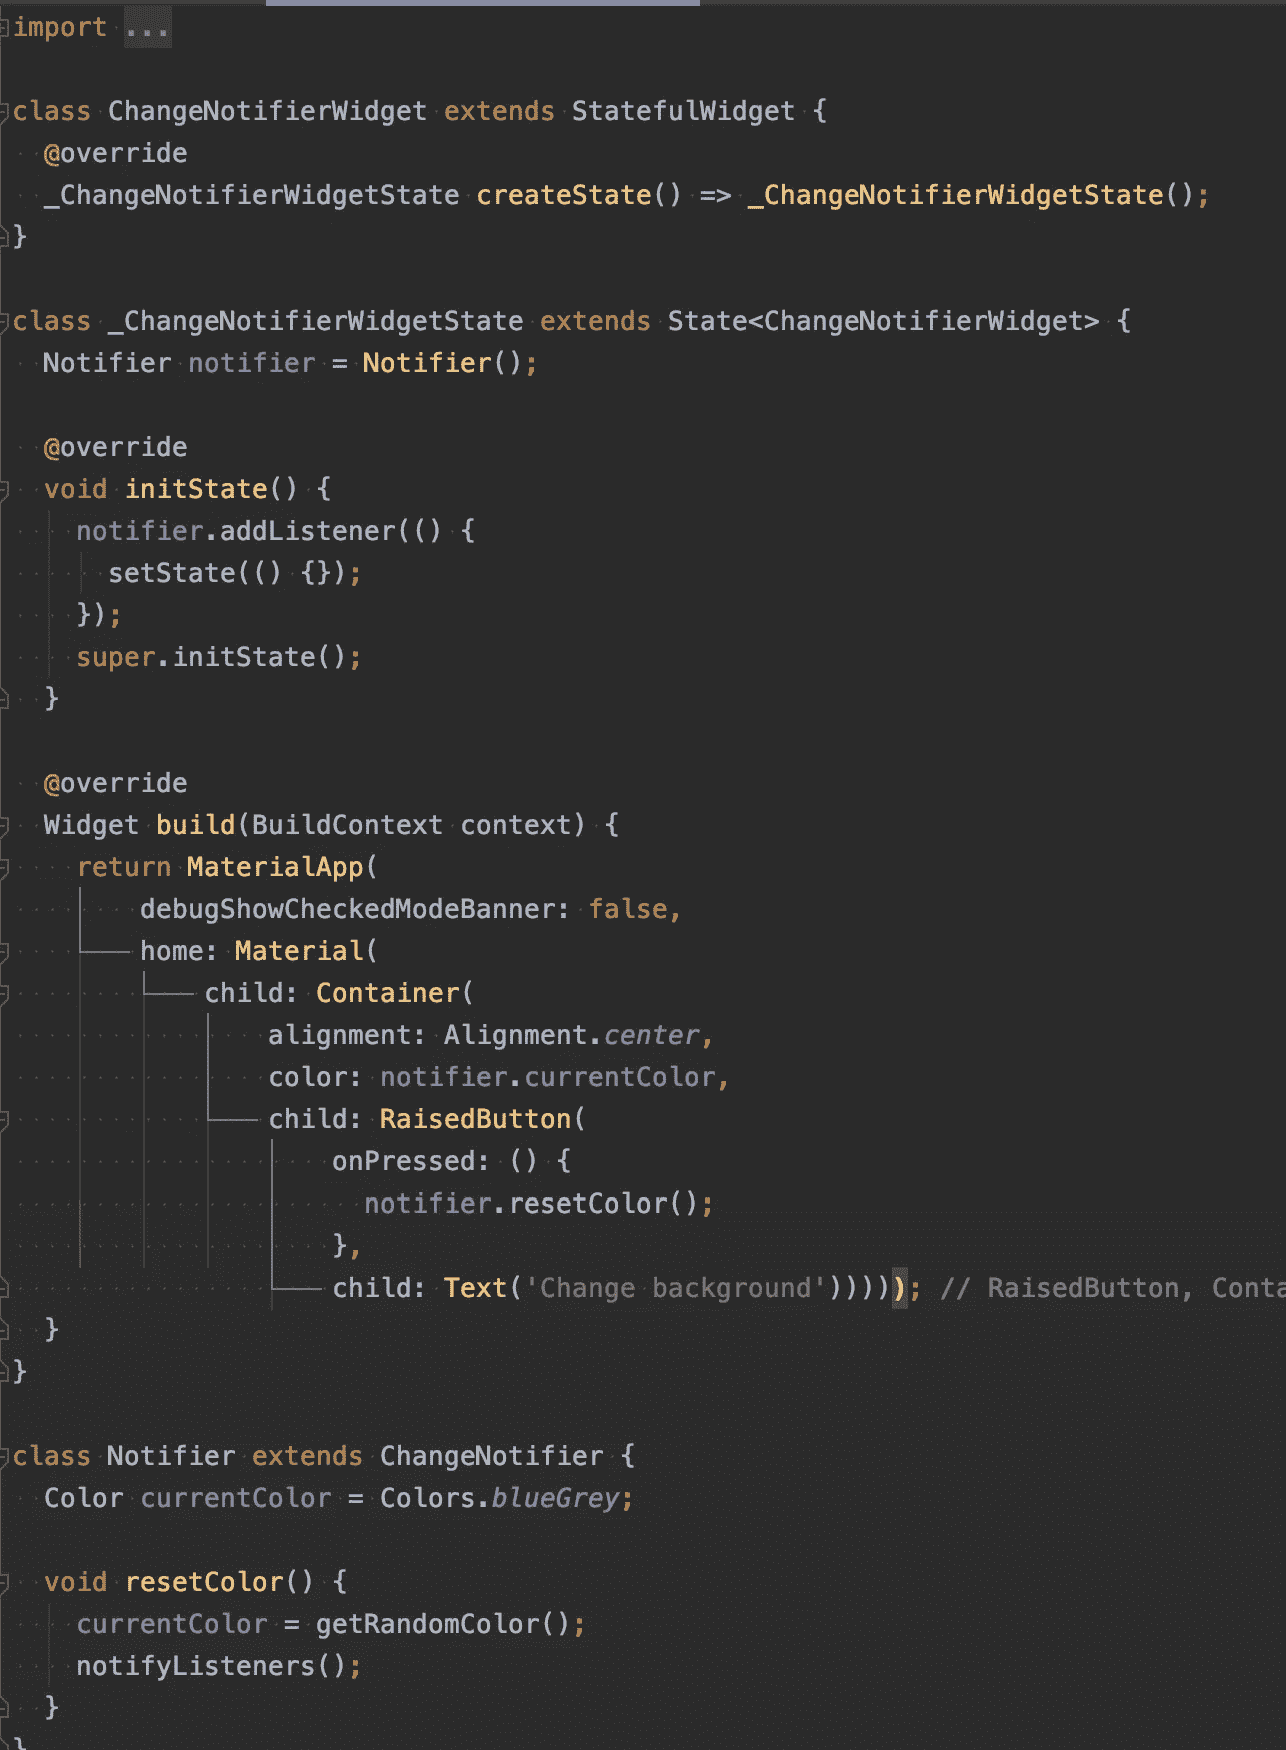 import ...
class ChangeNotifierWidget extends StatefulWidget {
@override
_ChangeNotifierWidgetState createState() => _ChangeNotifierWidgetState();
}
class _ChangeNotifierWidgetState extends State<ChangeNotifierWidget> {
Notifier notifier = Notifier();
@override
void initState() {
notifier.addListener(() {
setState(() {});
});
super.initState();
}
@override
Widget build(BuildContext context) {
return MaterialApp(
debugShowCheckedModeBanner: false,
home: Material(
child: Container(
alignment: Alignment.center,
color: notifier.currentColor,
child: RaisedButton(
onPressed: () {
notifier.resetColor();
},
child: Text('Change background'))))); // RaisedButton, Conta
}
}
class Notifier extends ChangeNotifier {
Color currentColor = Colors.blueGrey;
void resetColor() {
currentColor = getRandomColor();
notifyListeners();
}
}